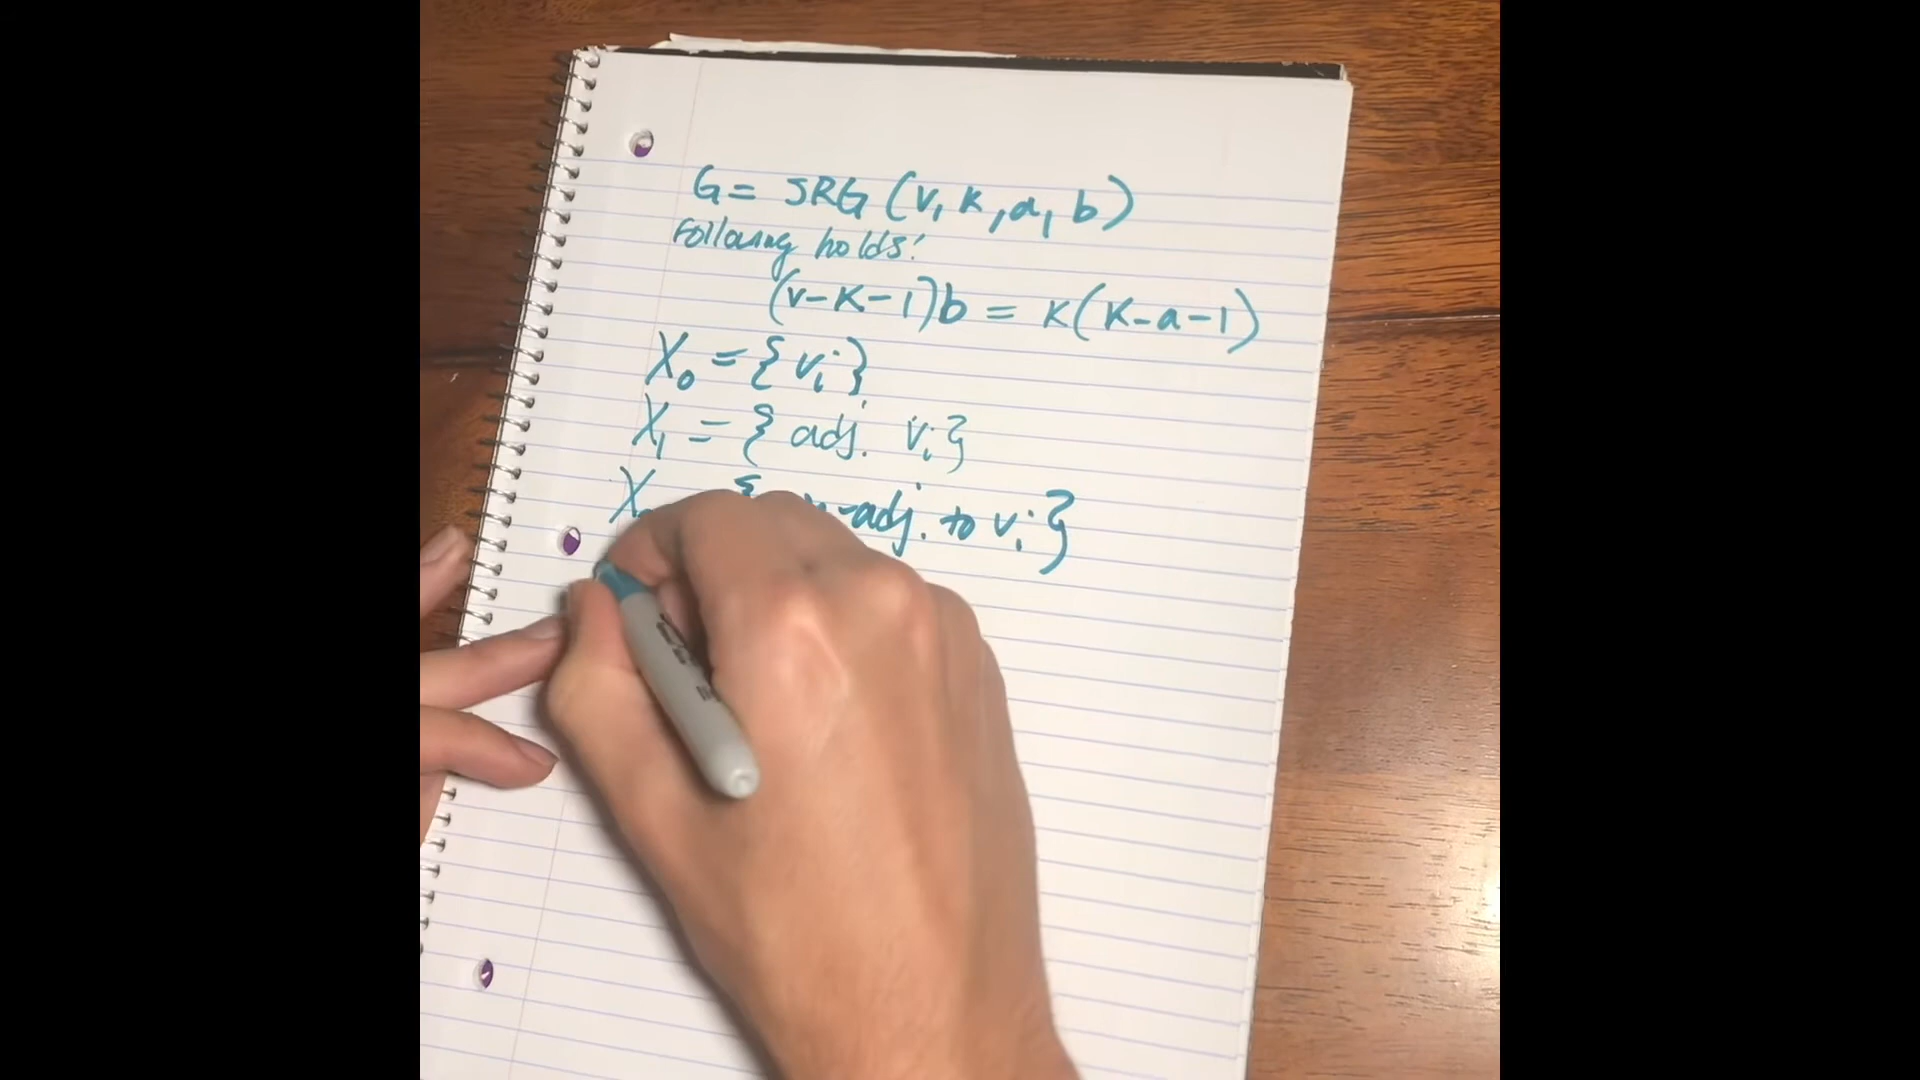 G = SRG (v, k, a, b)
Following holds:
(v-k-1)b = k(k-a-1)
X₀ = { vᵢ }
X₁ = { adj. vᵢ }
X { -adj. to vᵢ }